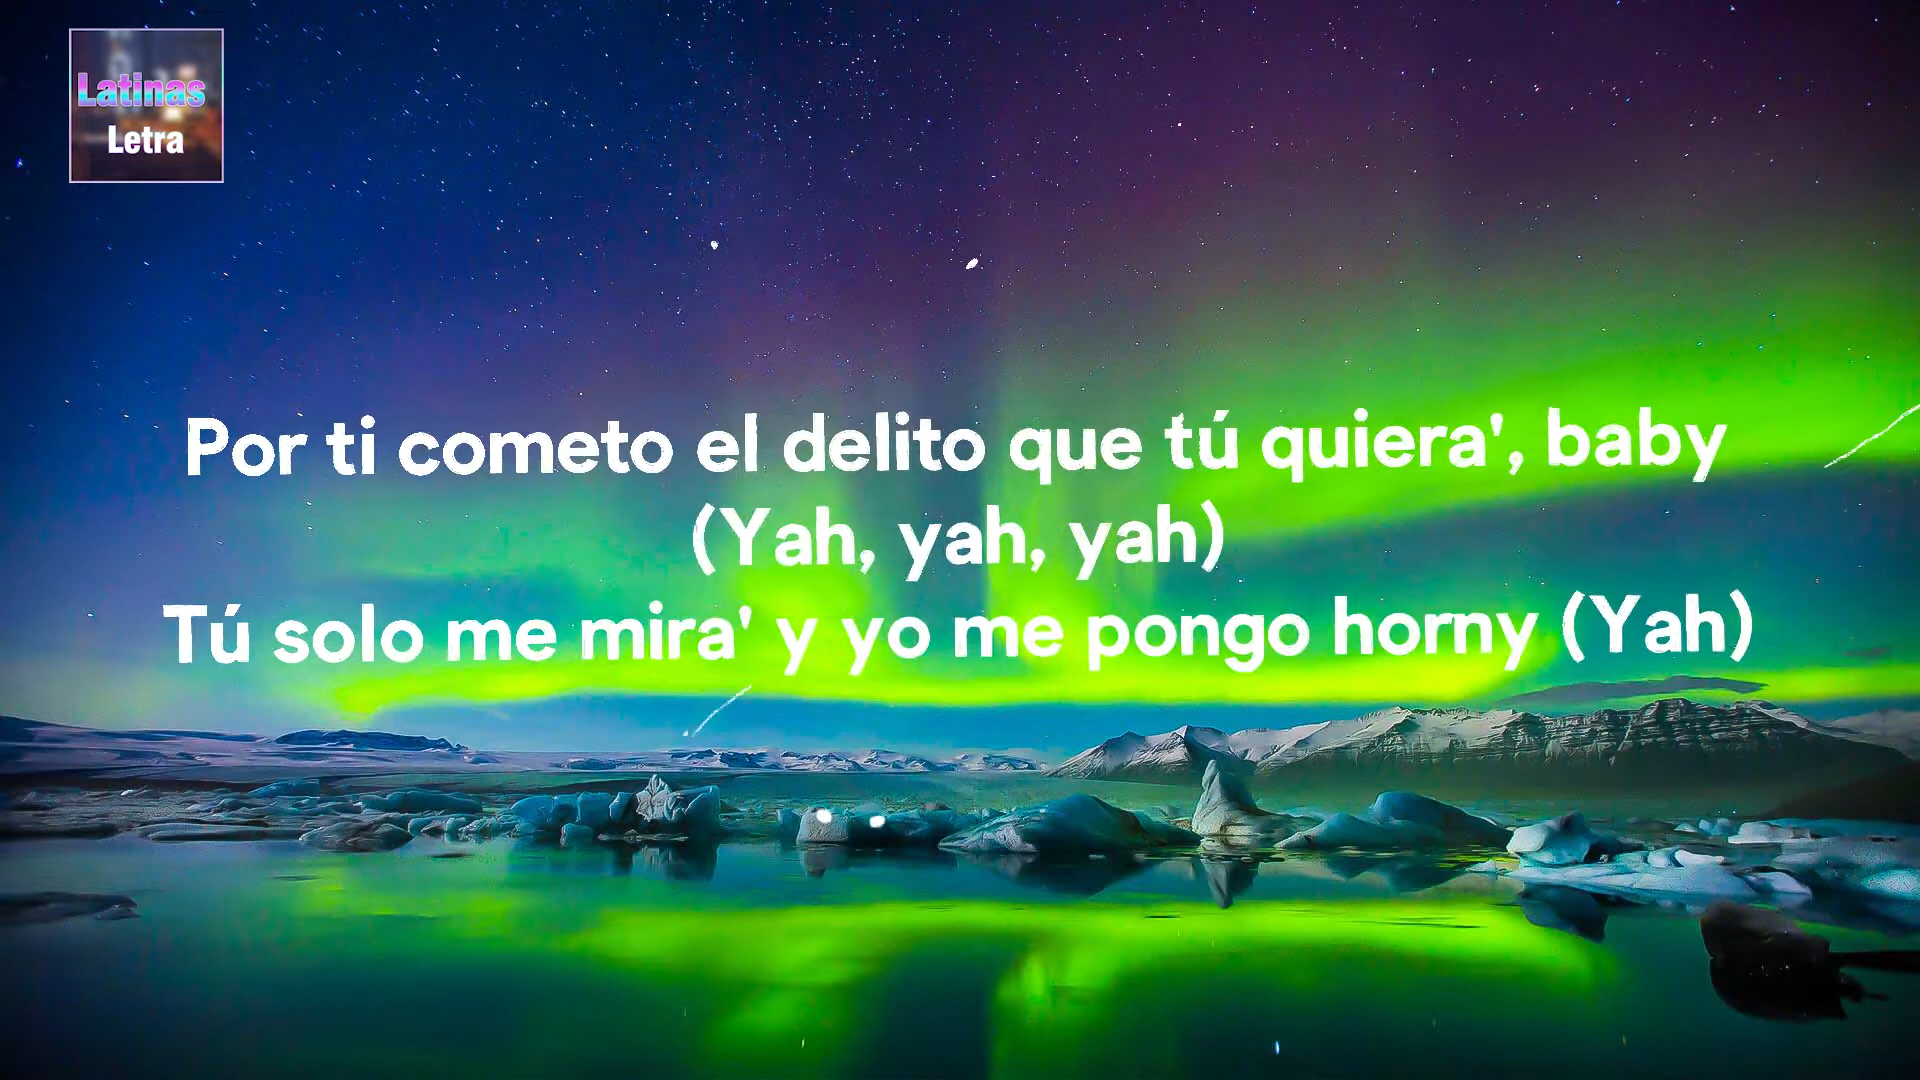 Latinas
Letra
Por ti cometo el delito que tú quiera', baby
(Yah, yah, yah)
Tú solo me mira' y yo me pongo horny (Yah)